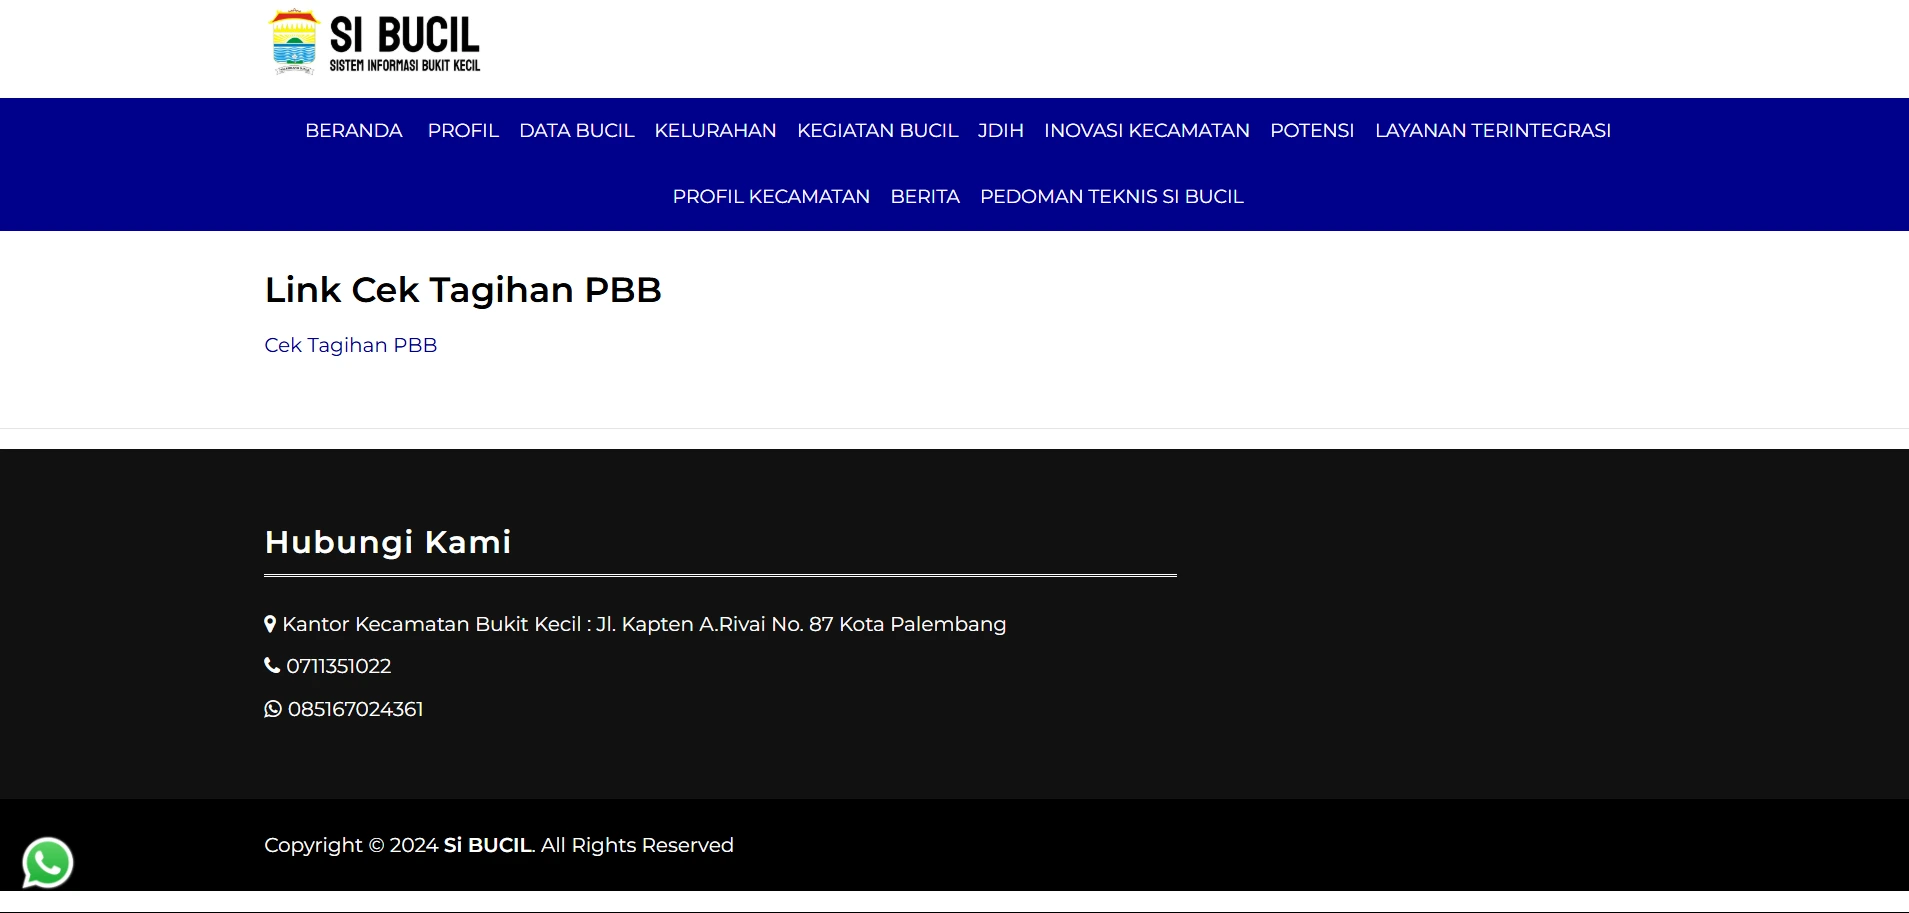 SI BUCIL
SISTEM INFORMASI BUKIT KECIL
BERANDA PROFIL DATA BUCIL KELURAHAN KEGIATAN BUCIL JDIH INOVASI KECAMATAN POTENSI LAYANAN TERINTEGRASI
PROFIL KECAMATAN BERITA PEDOMAN TEKNIS SI BUCIL
Link Cek Tagihan PBB
Cek Tagihan PBB
Hubungi Kami
Kantor Kecamatan Bukit Kecil : Jl. Kapten A.Rivai No. 87 Kota Palembang
0711351022
085167024361
Copyright © 2024 Si BUCIL. All Rights Reserved